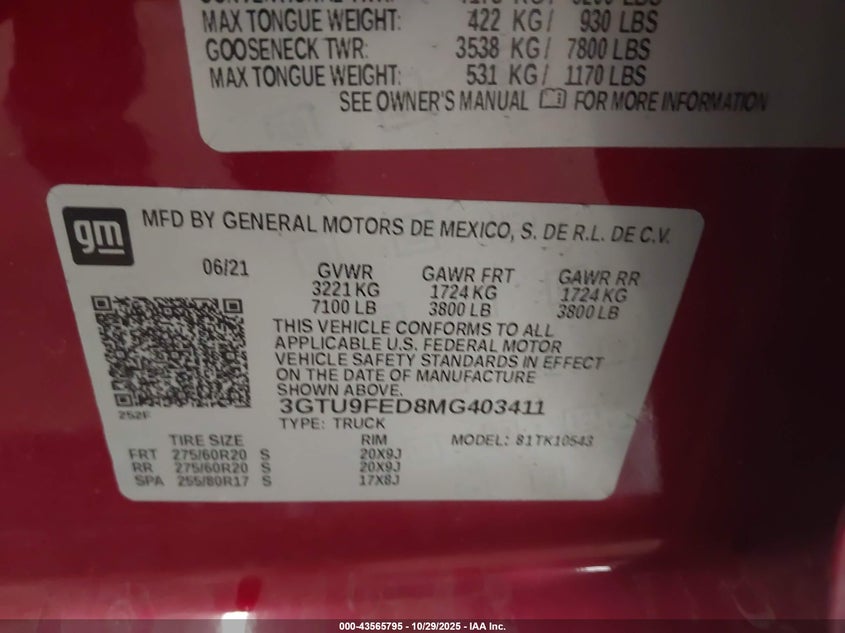 MAX TONGUE WEIGHT: 422 KG/ 930 LBS
GOOSENECK TWR: 3538 KG/ 7800 LBS
MAX TONGUE WEIGHT: 531 KG/ 1170 LBS
SEE OWNER'S MANUAL FOR MORE INFORMATION
gm
MFD BY GENERAL MOTORS DE MEXICO, S. DE R.L. DE C.V.
06/21 GVWR GAWR FRT GAWR RR
3221 KG 1724 KG 1724 KG
7100 LB 3800 LB 3800 LB
THIS VEHICLE CONFORMS TO ALL
APPLICABLE U.S. FEDERAL MOTOR
VEHICLE SAFETY STANDARDS IN EFFECT
ON THE DATE OF MANUFACTURE
SHOWN ABOVE.
252F
3GTU9FED8MG403411
TYPE: TRUCK MODEL: 81TK10543
TIRE SIZE RIM
FRT 275/60R20 S 20X9J
RR 275/60R20 S 20X9J
SPA 255/80R17 S 17X8J
000-43565795 - 10/29/2025 - IAA Inc.